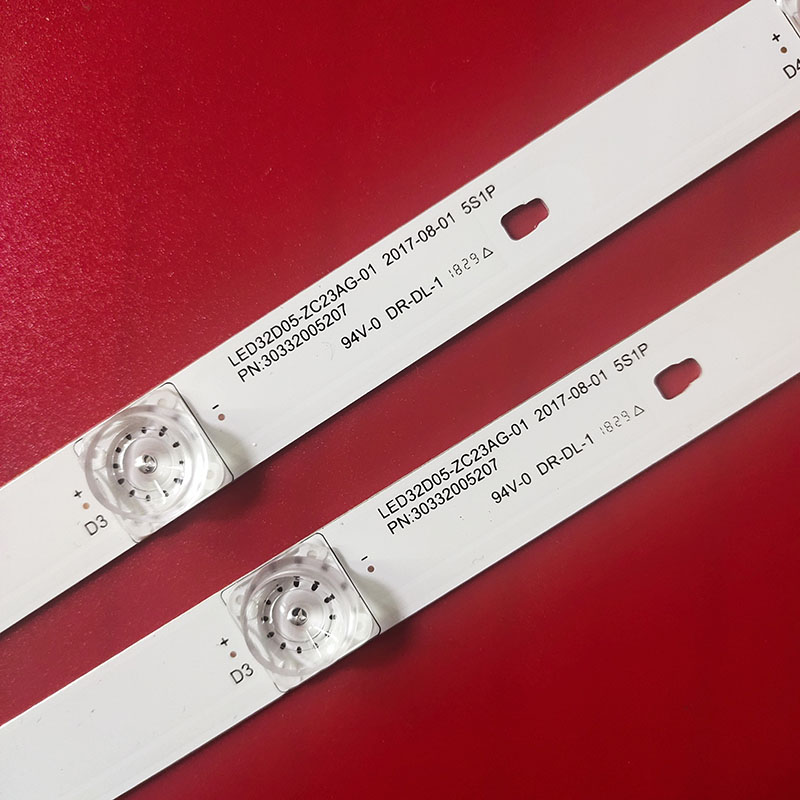 +
D4
LED32D05-ZC23AG-01 2017-08-01 5S1P
PN:30332005207
94V-0 DR-DL-1 1829
-
+
D3
LED32D05-ZC23AG-01 2017-08-01 5S1P
PN:30332005207
94V-0 DR-DL-1 1829
-
+
D3